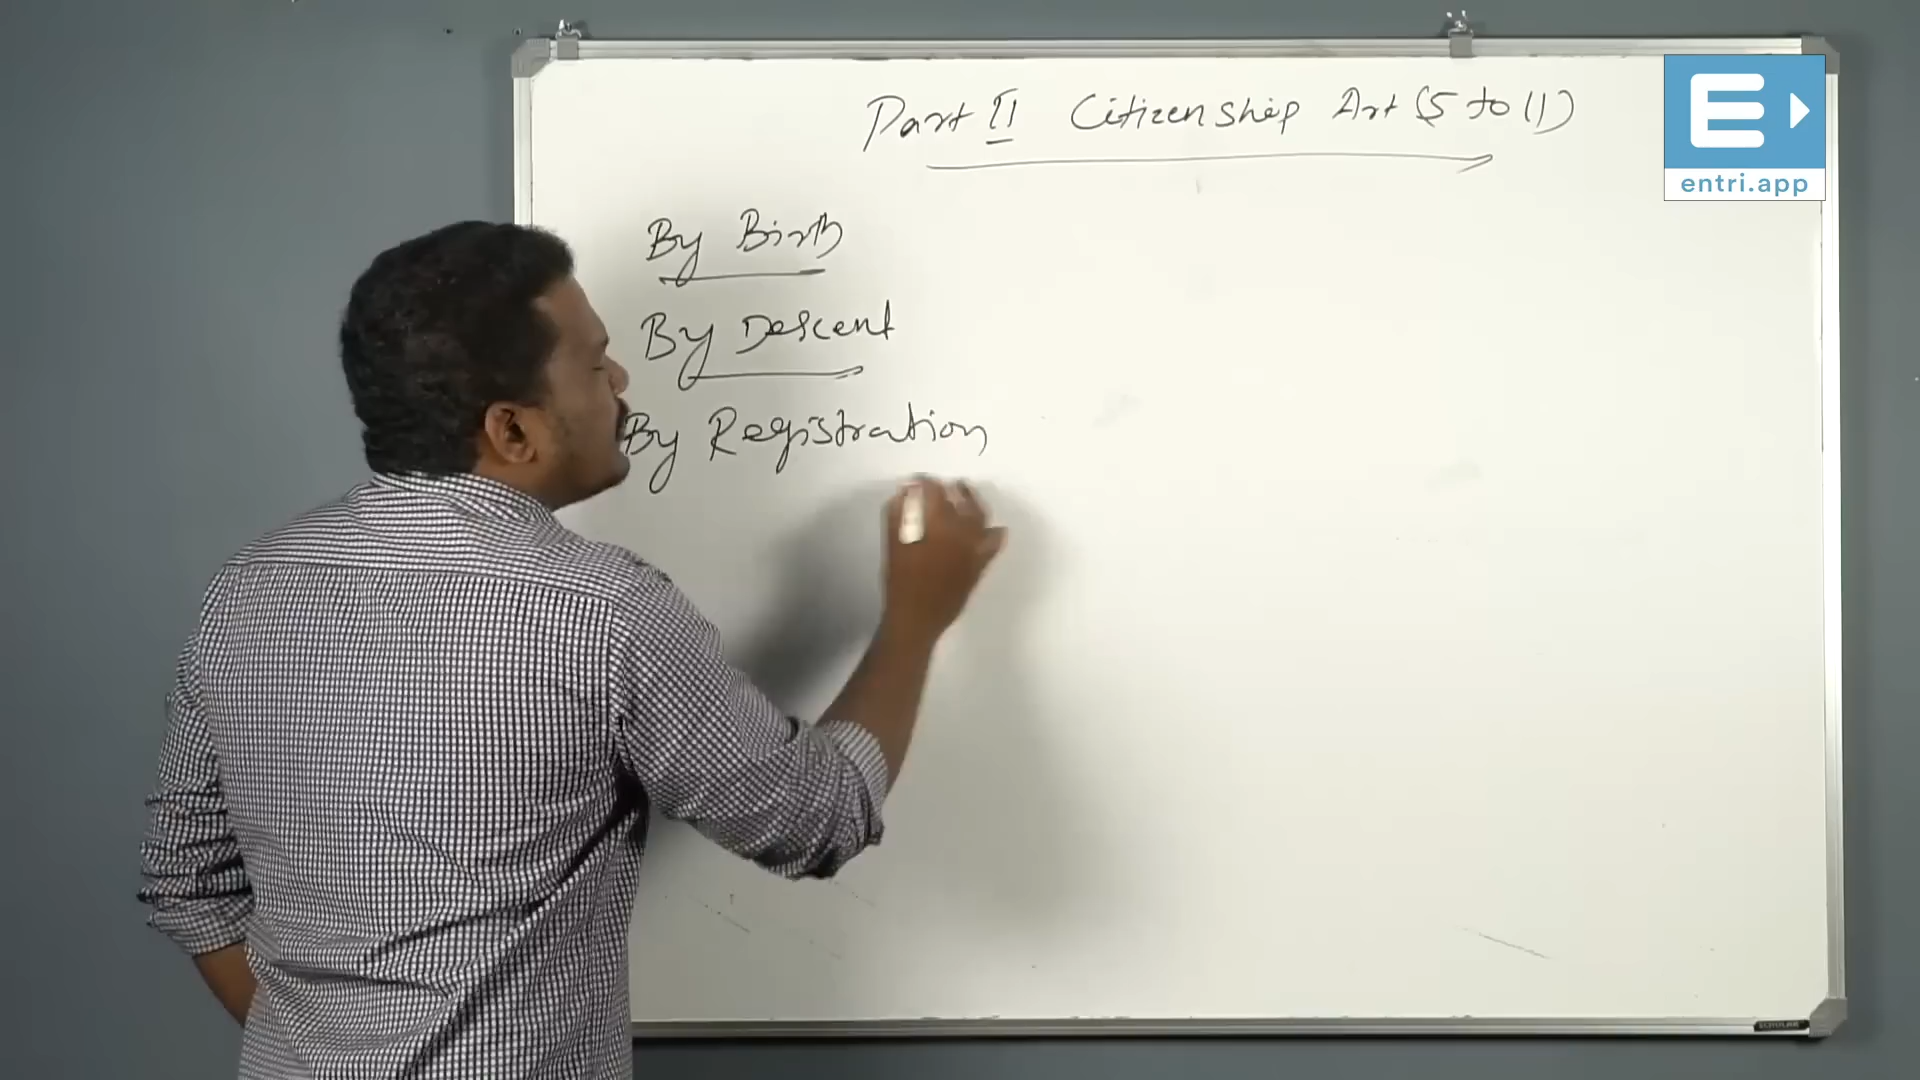 Part II Citizenship Art (5 to 11)
E
entri.app
By Birth
By Descent
By Registration